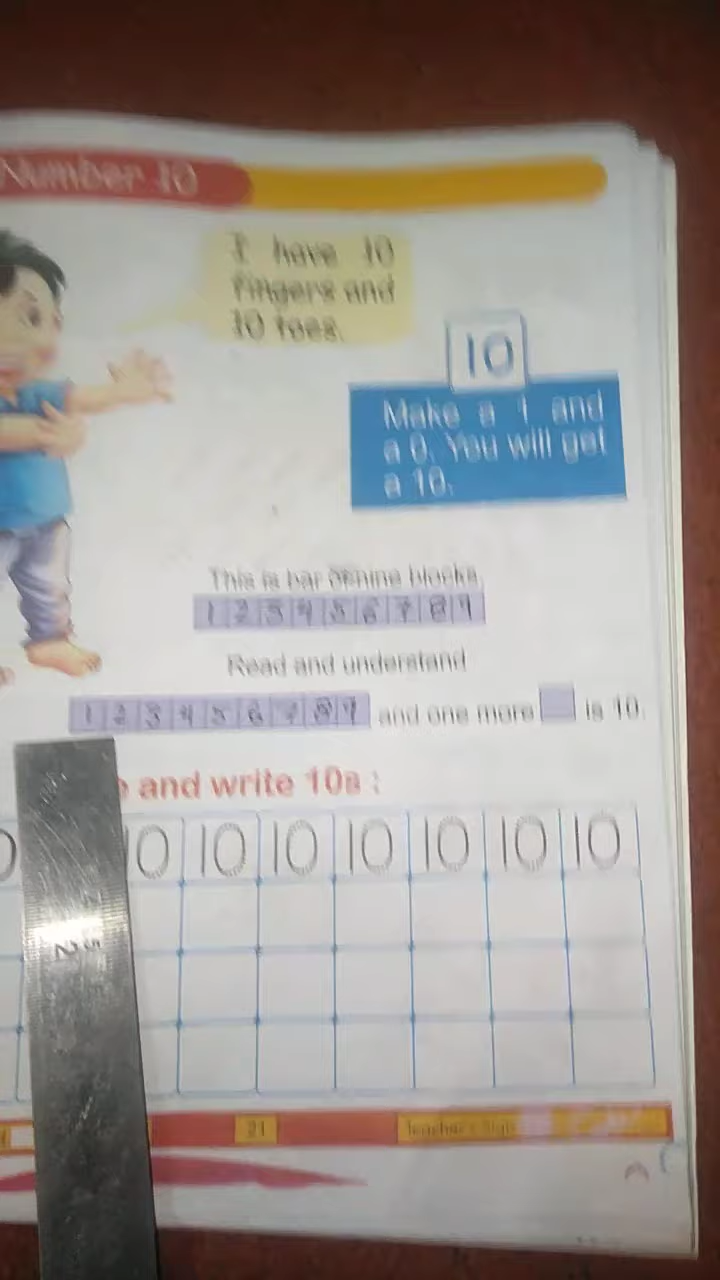 Number 10
I have 10
fingers and
10 toes.
10
Make a 1 and
a 0. You will get
a 10.
This is bar of nine blocks.
1 2 3 4 5 6 7 8 9
Read and understand
1 2 3 4 5 6 7 8 9 and one more is 10.
and write 10s :
10 10 10 10 10 10 10
21
Teacher's Sign